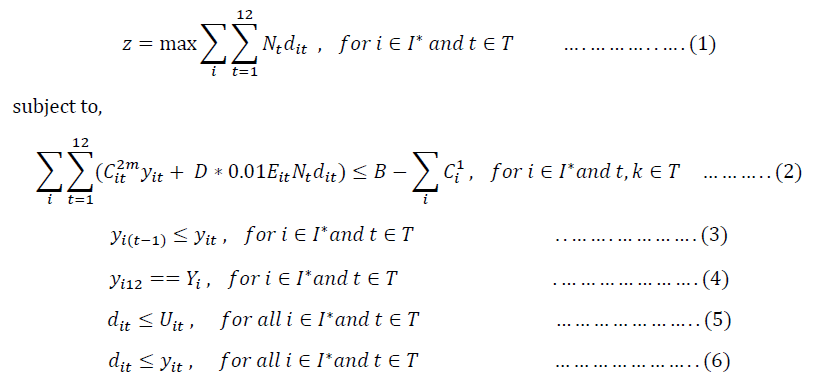 z = max ∑_i ∑_{t=1}^{12} N_t d_{it} , for i ∈ I* and t ∈ T ….………..….(1)
subject to,
∑_i ∑_{t=1}^{12} (C_{it}^{2m} y_{it} + D * 0.01E_{it}N_t d_{it}) ≤ B − ∑_i C_i^1 , for i ∈ I*and t, k ∈ T ………..(2)
y_{i(t−1)} ≤ y_{it} , for i ∈ I*and t ∈ T ..…….………….(3)
y_{i12} == Y_i , for i ∈ I*and t ∈ T .……………………….(4)
d_{it} ≤ U_{it} , for all i ∈ I*and t ∈ T ……………………..(5)
d_{it} ≤ y_{it} , for all i ∈ I*and t ∈ T ……………………..(6)